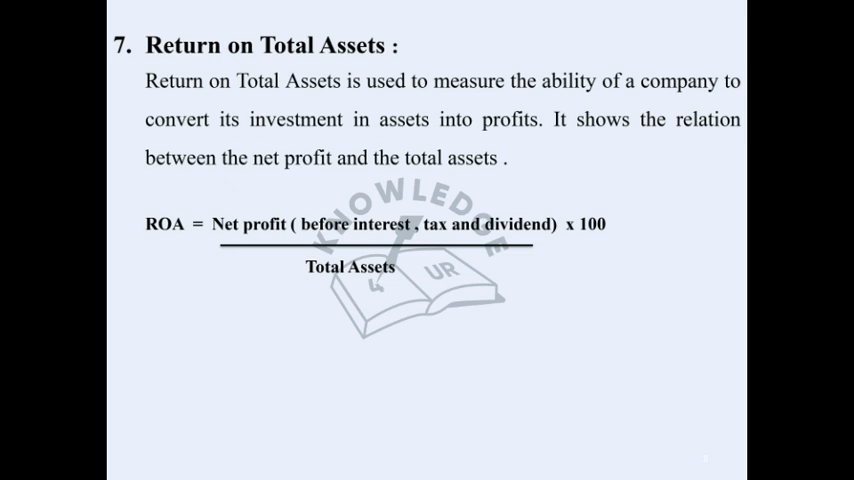 7. Return on Total Assets :
Return on Total Assets is used to measure the ability of a company to
convert its investment in assets into profits. It shows the relation
between the net profit and the total assets .
KNOWLEDGE
ROA = Net profit ( before interest , tax and dividend) x 100
Total Assets
4 UR